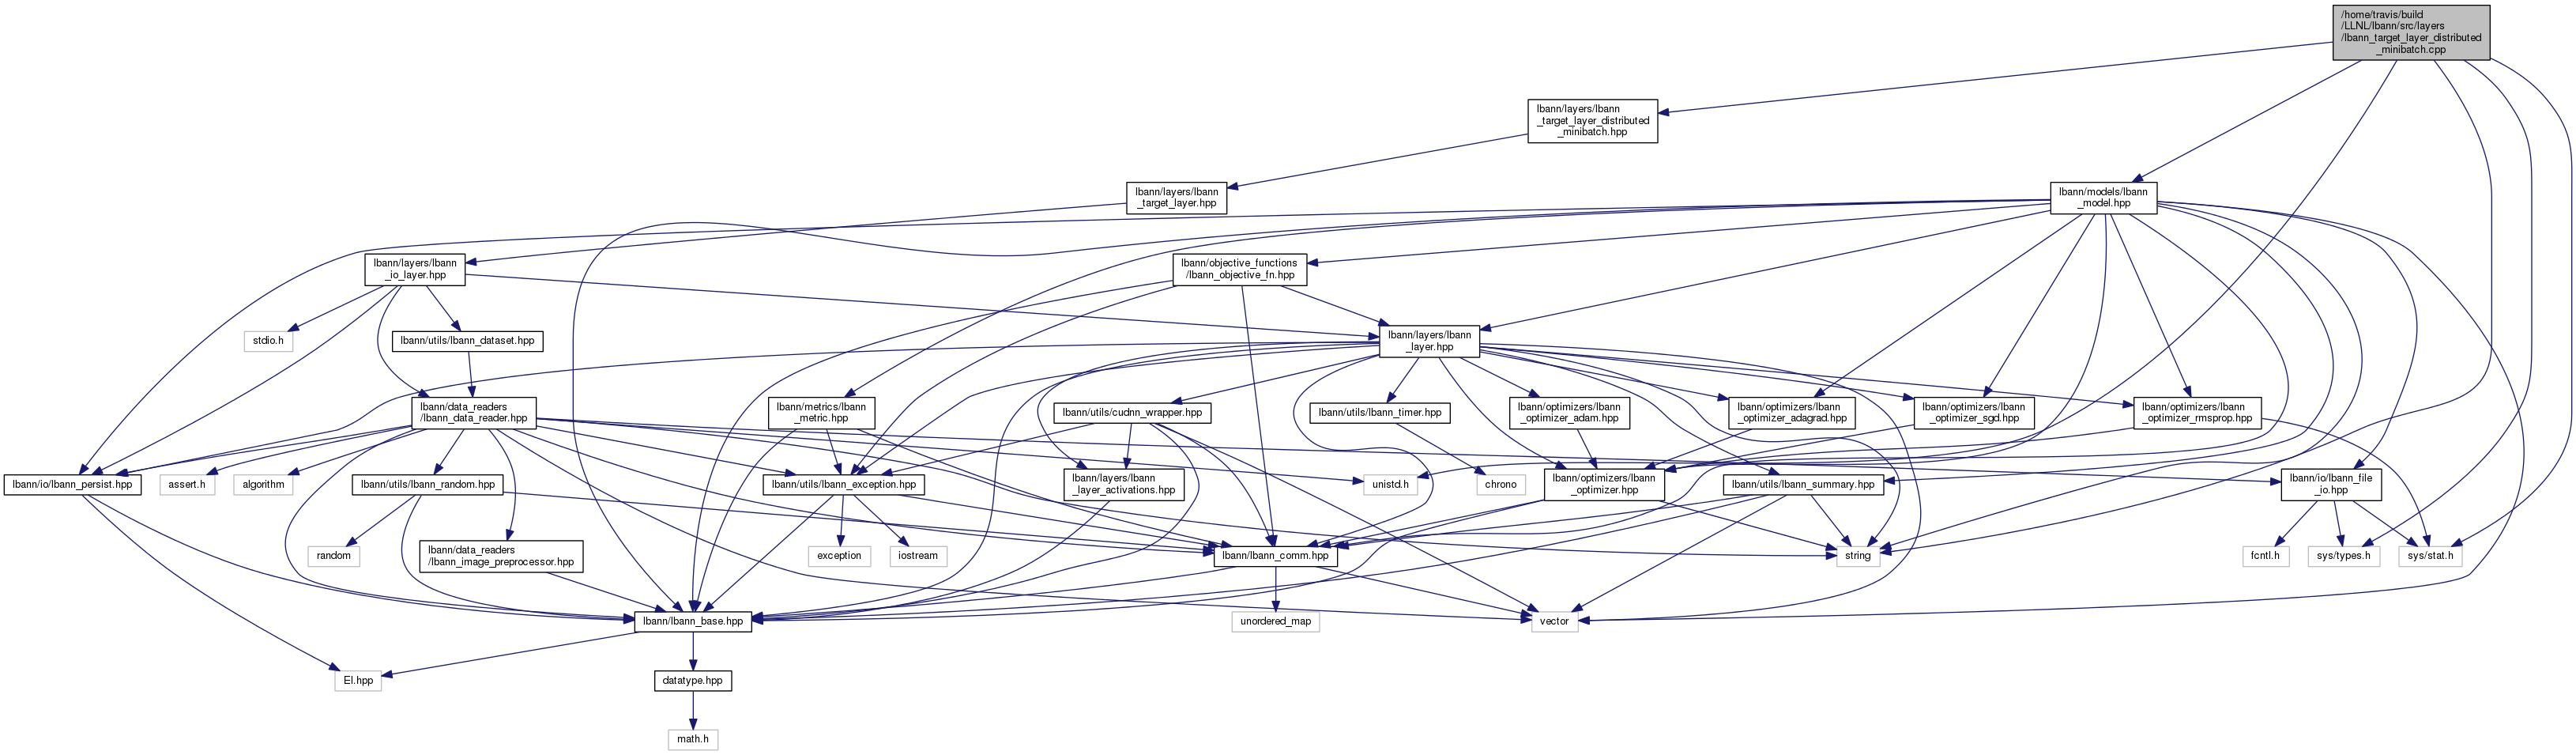 /home/travis/build
/LLNL/lbann/src/layers
/lbann_target_layer_distributed
_minibatch.cpp
lbann/layers/lbann
_target_layer_distributed
_minibatch.hpp
lbann/layers/lbann
_target_layer.hpp
lbann/models/lbann
_model.hpp
lbann/layers/lbann
_io_layer.hpp
lbann/objective_functions
/lbann_objective_fn.hpp
stdio.h
lbann/utils/lbann_dataset.hpp
lbann/layers/lbann
_layer.hpp
lbann/data_readers
/lbann_data_reader.hpp
lbann/metrics/lbann
_metric.hpp
lbann/utils/cudnn_wrapper.hpp
lbann/utils/lbann_timer.hpp
lbann/optimizers/lbann
_optimizer_adam.hpp
lbann/optimizers/lbann
_optimizer_adagrad.hpp
lbann/optimizers/lbann
_optimizer_sgd.hpp
lbann/optimizers/lbann
_optimizer_rmsprop.hpp
lbann/io/lbann_persist.hpp
assert.h
algorithm
lbann/utils/lbann_random.hpp
unistd.h
lbann/utils/lbann_exception.hpp
lbann/layers/lbann
_layer_activations.hpp
chrono
lbann/optimizers/lbann
_optimizer.hpp
lbann/utils/lbann_summary.hpp
lbann/io/lbann_file
_io.hpp
random
lbann/data_readers
/lbann_image_preprocessor.hpp
exception
iostream
lbann/lbann_comm.hpp
string
fcntl.h
sys/types.h
sys/stat.h
lbann/lbann_base.hpp
unordered_map
vector
El.hpp
datatype.hpp
math.h